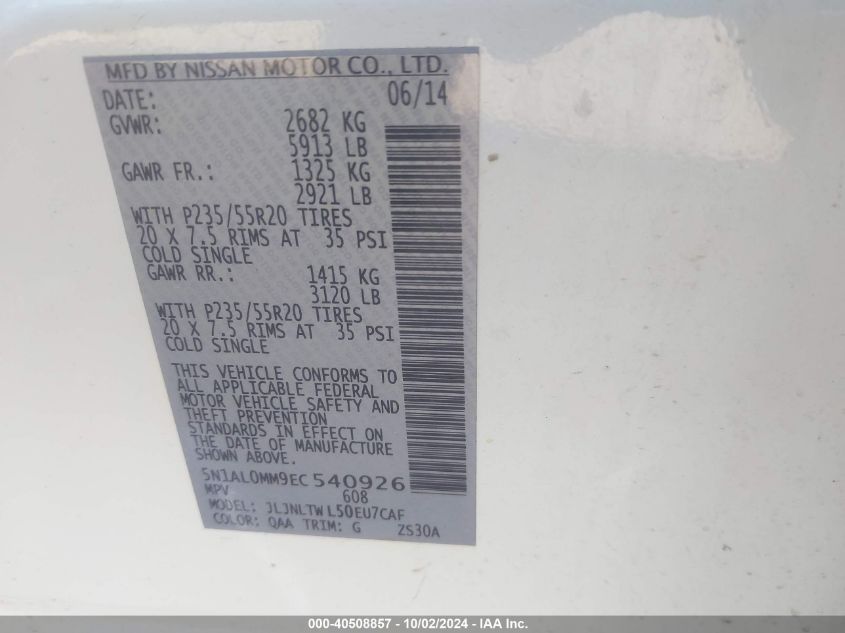 MFD BY NISSAN MOTOR CO., LTD.
DATE: 06/14
GVWR: 2682 KG
5913 LB
GAWR FR.: 1325 KG
2921 LB
WITH P235/55R20 TIRES
20 X 7.5 RIMS AT 35 PSI
COLD SINGLE
GAWR RR.: 1415 KG
3120 LB
WITH P235/55R20 TIRES
20 X 7.5 RIMS AT 35 PSI
COLD SINGLE
THIS VEHICLE CONFORMS TO
ALL APPLICABLE FEDERAL
MOTOR VEHICLE SAFETY AND
THEFT PREVENTION
STANDARDS IN EFFECT ON
THE DATE OF MANUFACTURE
SHOWN ABOVE.
5N1AL0MM9EC540926
MPV 608
MODEL: JLJNLTWL50EU7CAF
COLOR: QAA TRIM: G ZS30A
000-40508857 - 10/02/2024 - IAA Inc.